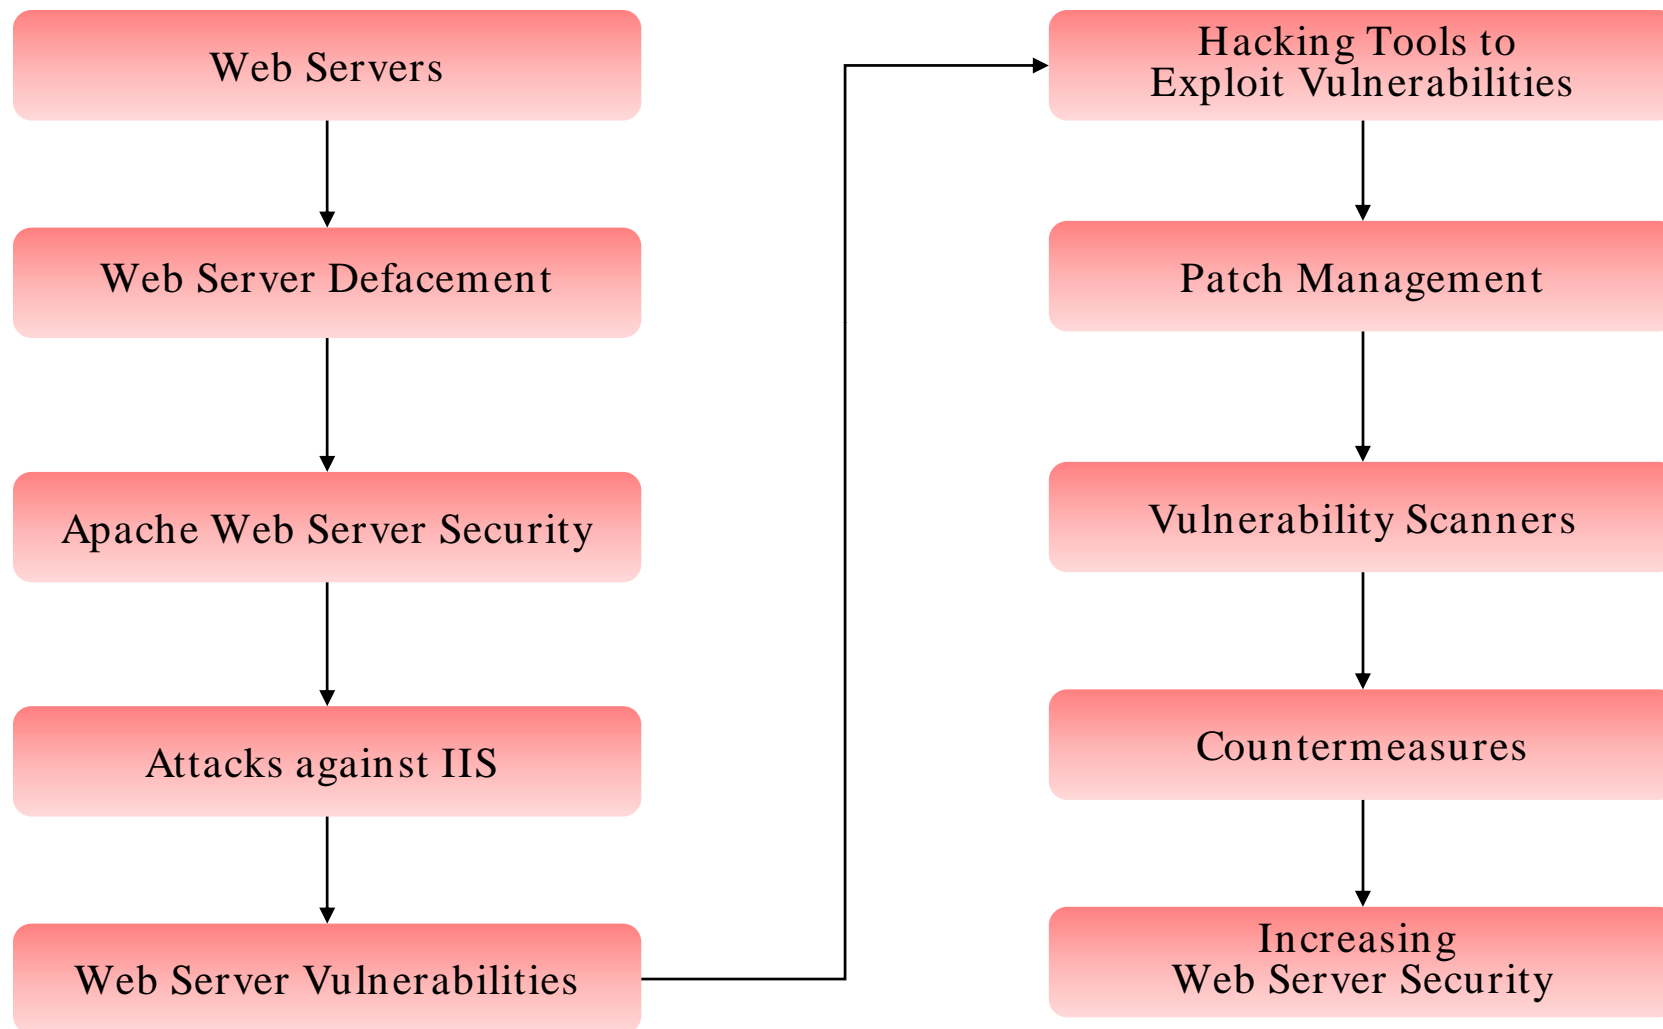 Web Servers
Web Server Defacement
Apache Web Server Security
Attacks against IIS
Web Server Vulnerabilities
Hacking Tools to
Exploit Vulnerabilities
Patch Management
Vulnerability Scanners
Countermeasures
Increasing
Web Server Security